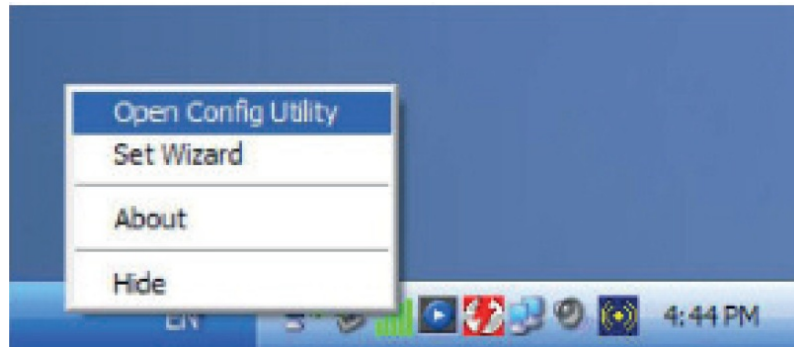 Open Config Utility
Set Wizard
About
Hide
EN
4:44 PM